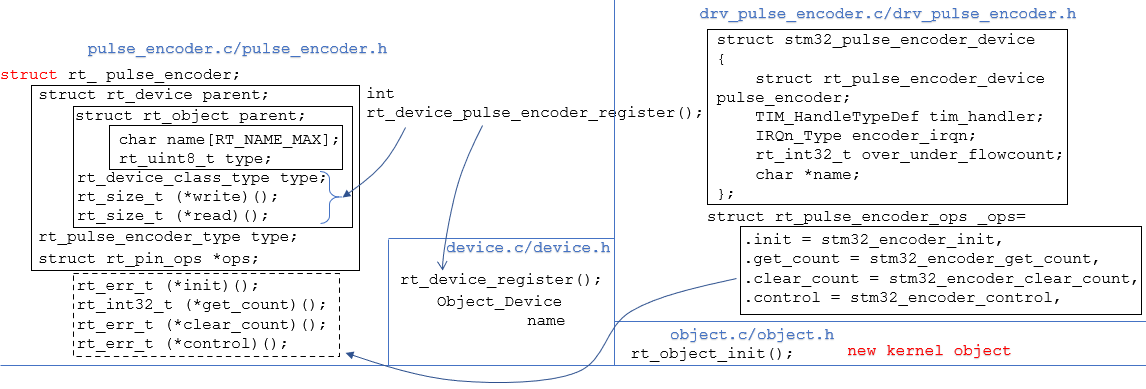 pulse_encoder.c/pulse_encoder.h
struct rt_ pulse_encoder;
struct rt_device parent;
struct rt_object parent;
char name[RT_NAME_MAX];
rt_uint8_t type;
rt_device_class_type type;
rt_size_t (*write)();
rt_size_t (*read)();
rt_pulse_encoder_type type;
struct rt_pin_ops *ops;
rt_err_t (*init)();
rt_int32_t (*get_count)();
rt_err_t (*clear_count)();
rt_err_t (*control)();
int
rt_device_pulse_encoder_register();
device.c/device.h
rt_device_register();
Object_Device
name
drv_pulse_encoder.c/drv_pulse_encoder.h
struct stm32_pulse_encoder_device
{
struct rt_pulse_encoder_device
pulse_encoder;
TIM_HandleTypeDef tim_handler;
IRQn_Type encoder_irqn;
rt_int32_t over_under_flowcount;
char *name;
};
struct rt_pulse_encoder_ops _ops=
.init = stm32_encoder_init,
.get_count = stm32_encoder_get_count,
.clear_count = stm32_encoder_clear_count,
.control = stm32_encoder_control,
object.c/object.h
rt_object_init();
new kernel object